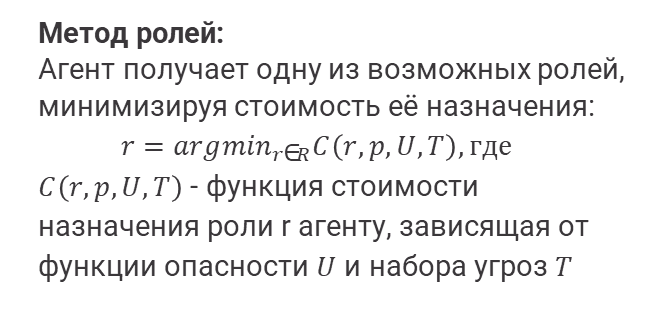 Метод ролей:
Агент получает одну из возможных ролей,
минимизируя стоимость её назначения:
r = argmin_{r∈R} C(r, p, U, T), где
C(r, p, U, T) - функция стоимости
назначения роли r агенту, зависящая от
функции опасности U и набора угроз T